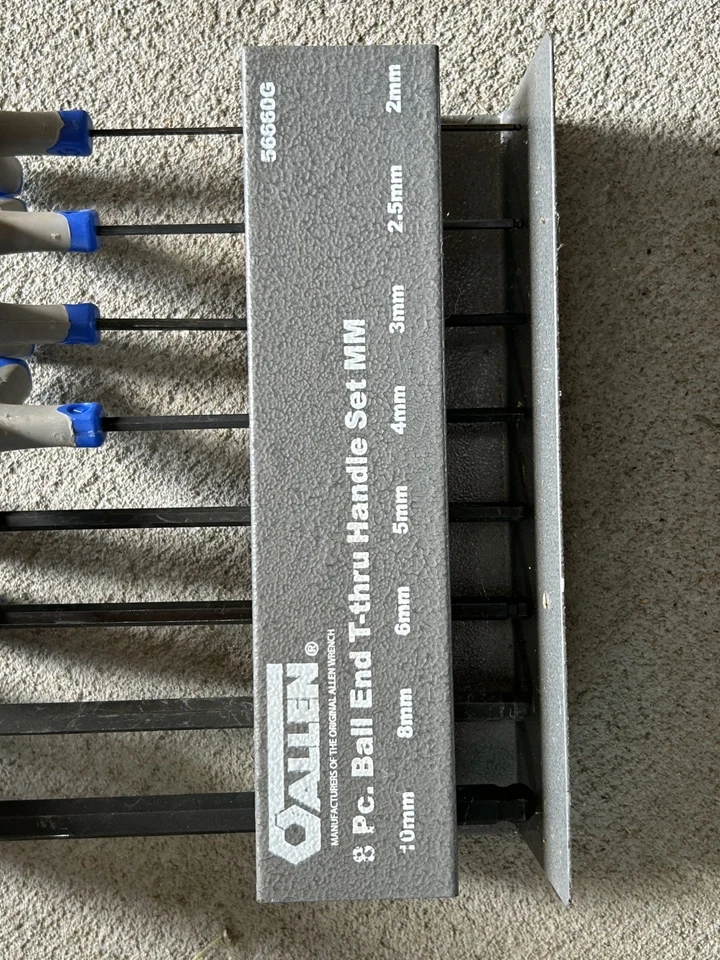 ALLEN®
MANUFACTURERS OF THE ORIGINAL ALLEN WRENCH
56660G
8 Pc. Ball End T-thru Handle Set MM
10mm 8mm 6mm 5mm 4mm 3mm 2.5mm 2mm